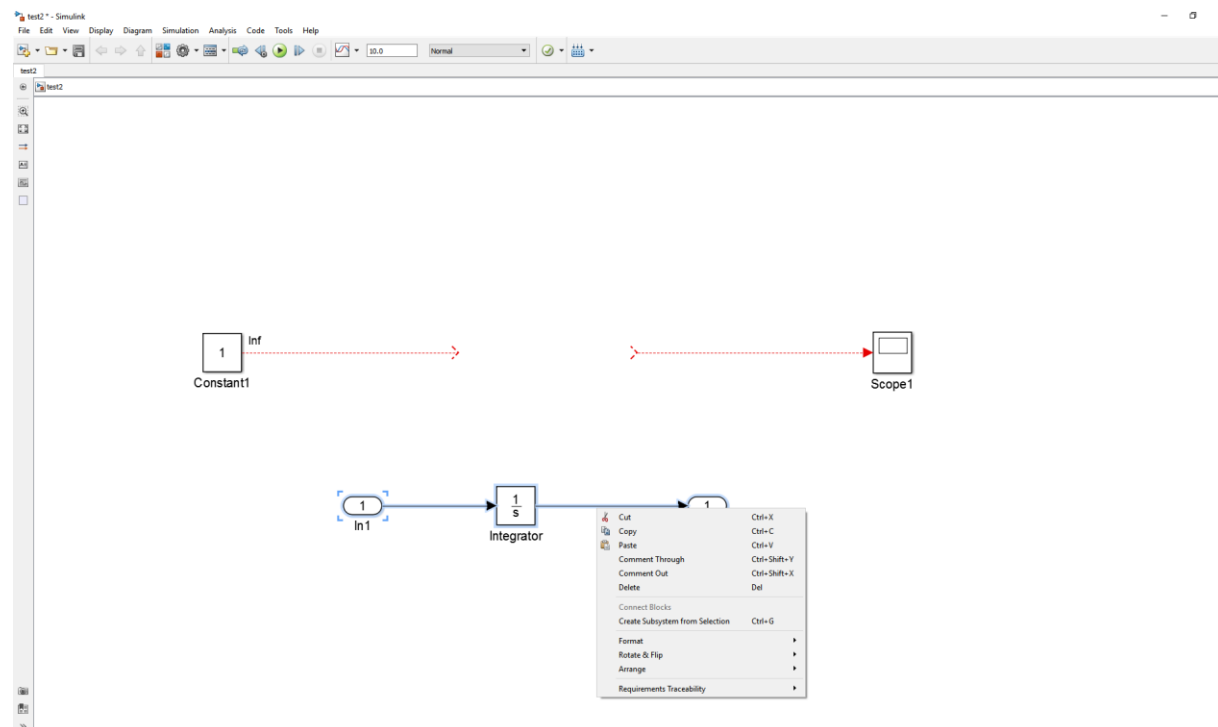 test2 * - Simulink
File Edit View Display Diagram Simulation Analysis Code Tools Help
10.0 Normal
test2
test2
1 Inf
Constant1
Scope1
1
In1
1
s
Integrator
1
Cut Ctrl+X
Copy Ctrl+C
Paste Ctrl+V
Comment Through Ctrl+Shift+Y
Comment Out Ctrl+Shift+X
Delete Del
Connect Blocks
Create Subsystem from Selection Ctrl+G
Format
Rotate & Flip
Arrange
Requirements Traceability